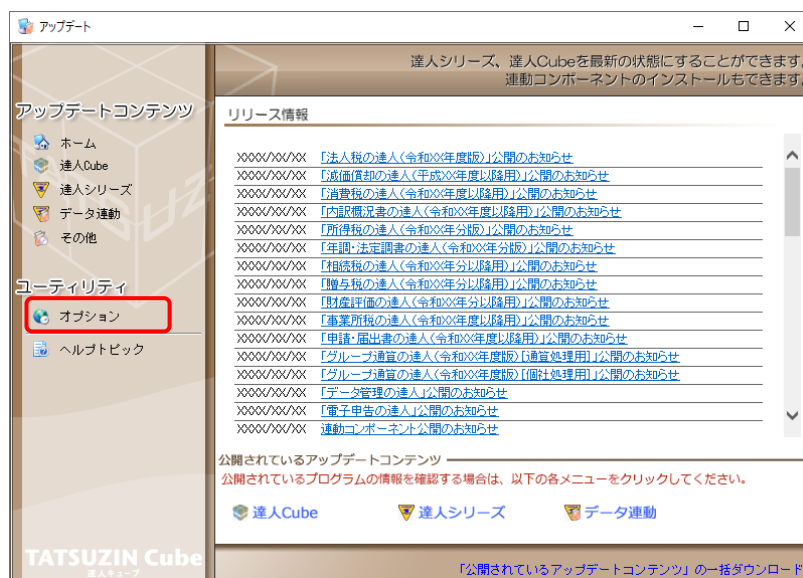 アップデート
達人シリーズ、達人Cubeを最新の状態にすることができます。
連動コンポーネントのインストールもできます。
アップデートコンテンツ
ホーム
達人Cube
達人シリーズ
データ連動
その他
ユーティリティ
オプション
ヘルプトピック
リリース情報
XXXX/XX/XX 「法人税の達人(令和XX年度版)」公開のお知らせ
XXXX/XX/XX 「減価償却の達人(平成XX年度以降用)」公開のお知らせ
XXXX/XX/XX 「消費税の達人(令和XX年度以降用)」公開のお知らせ
XXXX/XX/XX 「内訳概況書の達人(令和XX年度以降用)」公開のお知らせ
XXXX/XX/XX 「所得税の達人(令和XX年分版)」公開のお知らせ
XXXX/XX/XX 「年調・法定調書の達人(令和XX年分版)」公開のお知らせ
XXXX/XX/XX 「相続税の達人(令和XX年分以降用)」公開のお知らせ
XXXX/XX/XX 「贈与税の達人(令和XX年分以降用)」公開のお知らせ
XXXX/XX/XX 「財産評価の達人(令和XX年分以降用)」公開のお知らせ
XXXX/XX/XX 「事業所税の達人(令和XX年度以降用)」公開のお知らせ
XXXX/XX/XX 「申請・届出書の達人(令和XX年度以降用)」公開のお知らせ
XXXX/XX/XX 「グループ通算の達人(令和XX年度版)[通算処理用]」公開のお知らせ
XXXX/XX/XX 「グループ通算の達人(令和XX年度版)[個社処理用]」公開のお知らせ
XXXX/XX/XX 「データ管理の達人」公開のお知らせ
XXXX/XX/XX 「電子申告の達人」公開のお知らせ
XXXX/XX/XX 連動コンポーネント公開のお知らせ
公開されているアップデートコンテンツ
公開されているプログラムの情報を確認する場合は、以下の各メニューをクリックしてください。
達人Cube 達人シリーズ データ連動
TATSUZIN Cube
達人キューブ
「公開されているアップデートコンテンツ」の一括ダウンロード